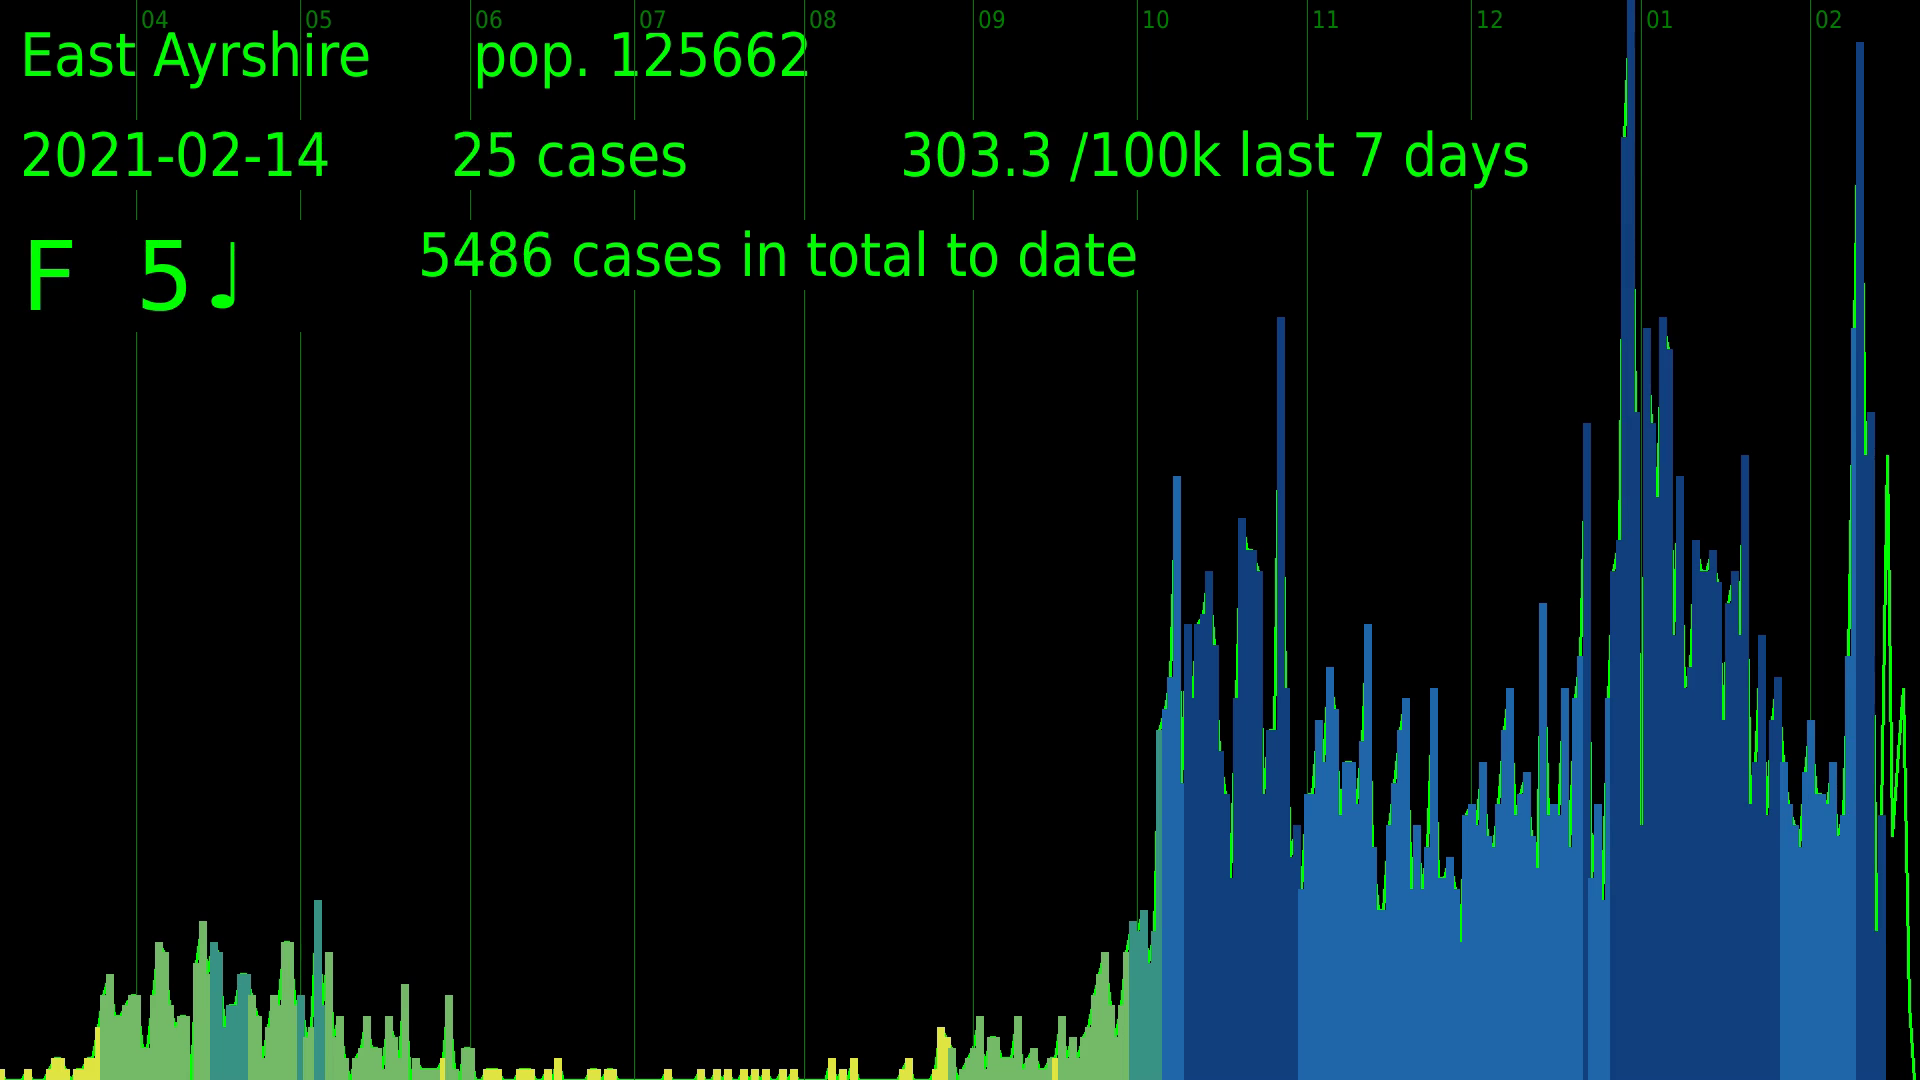 04 05 06 07 08 09 10 11 12 01 02
East Ayrshire pop. 125662
2021-02-14 25 cases 303.3 /100k last 7 days
F 5♩ 5486 cases in total to date